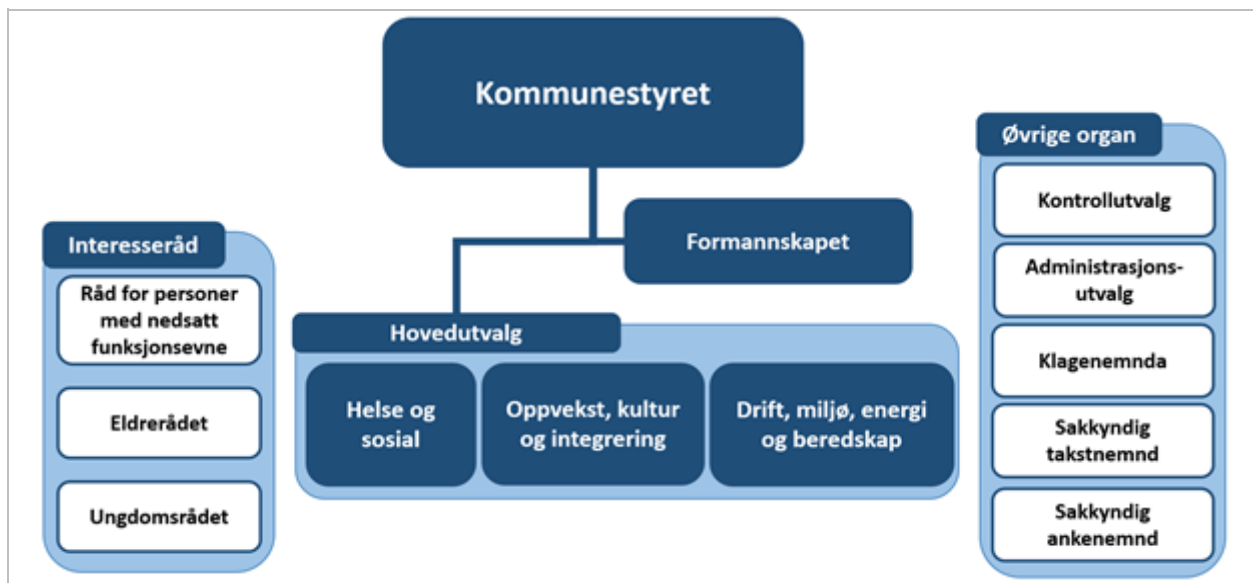 Kommunestyret
Formannskapet
Interesseråd
Råd for personer
med nedsatt
funksjonsevne
Eldrerådet
Ungdomsrådet
Hovedutvalg
Helse og
sosial
Oppvekst, kultur
og integrering
Drift, miljø, energi
og beredskap
Øvrige organ
Kontrollutvalg
Administrasjons-
utvalg
Klagenemnda
Sakkyndig
takstnemnd
Sakkyndig
ankenemnd